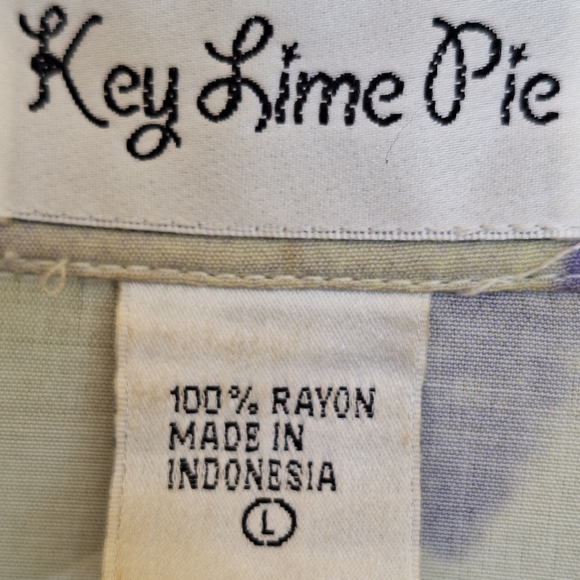 Key Lime Pie
100% RAYON
MADE IN
INDONESIA
L